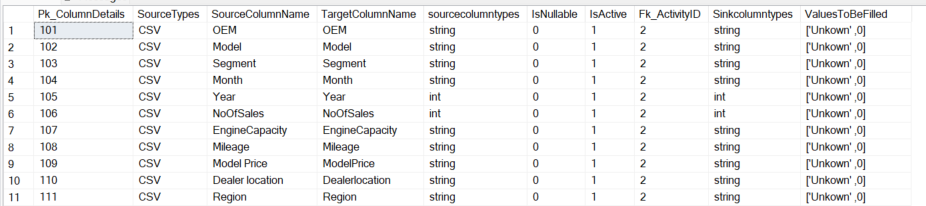 Pk_ColumnDetails SourceTypes SourceColumnName TargetColumnName sourcecolumntypes IsNullable IsActive Fk_ActivityID Sinkcolumntypes ValuesToBeFilled
1 101 CSV OEM OEM string 0 1 2 string ['Unkown' ,0]
2 102 CSV Model Model string 0 1 2 string ['Unkown' ,0]
3 103 CSV Segment Segment string 0 1 2 string ['Unkown' ,0]
4 104 CSV Month Month string 0 1 2 string ['Unkown' ,0]
5 105 CSV Year Year int 0 1 2 int ['Unkown' ,0]
6 106 CSV NoOfSales NoOfSales int 0 1 2 int ['Unkown' ,0]
7 107 CSV EngineCapacity EngineCapacity string 0 1 2 string ['Unkown' ,0]
8 108 CSV Mileage Mileage string 0 1 2 string ['Unkown' ,0]
9 109 CSV Model Price ModelPrice string 0 1 2 string ['Unkown' ,0]
10 110 CSV Dealer location Dealerlocation string 0 1 2 string ['Unkown' ,0]
11 111 CSV Region Region string 0 1 2 string ['Unkown' ,0]